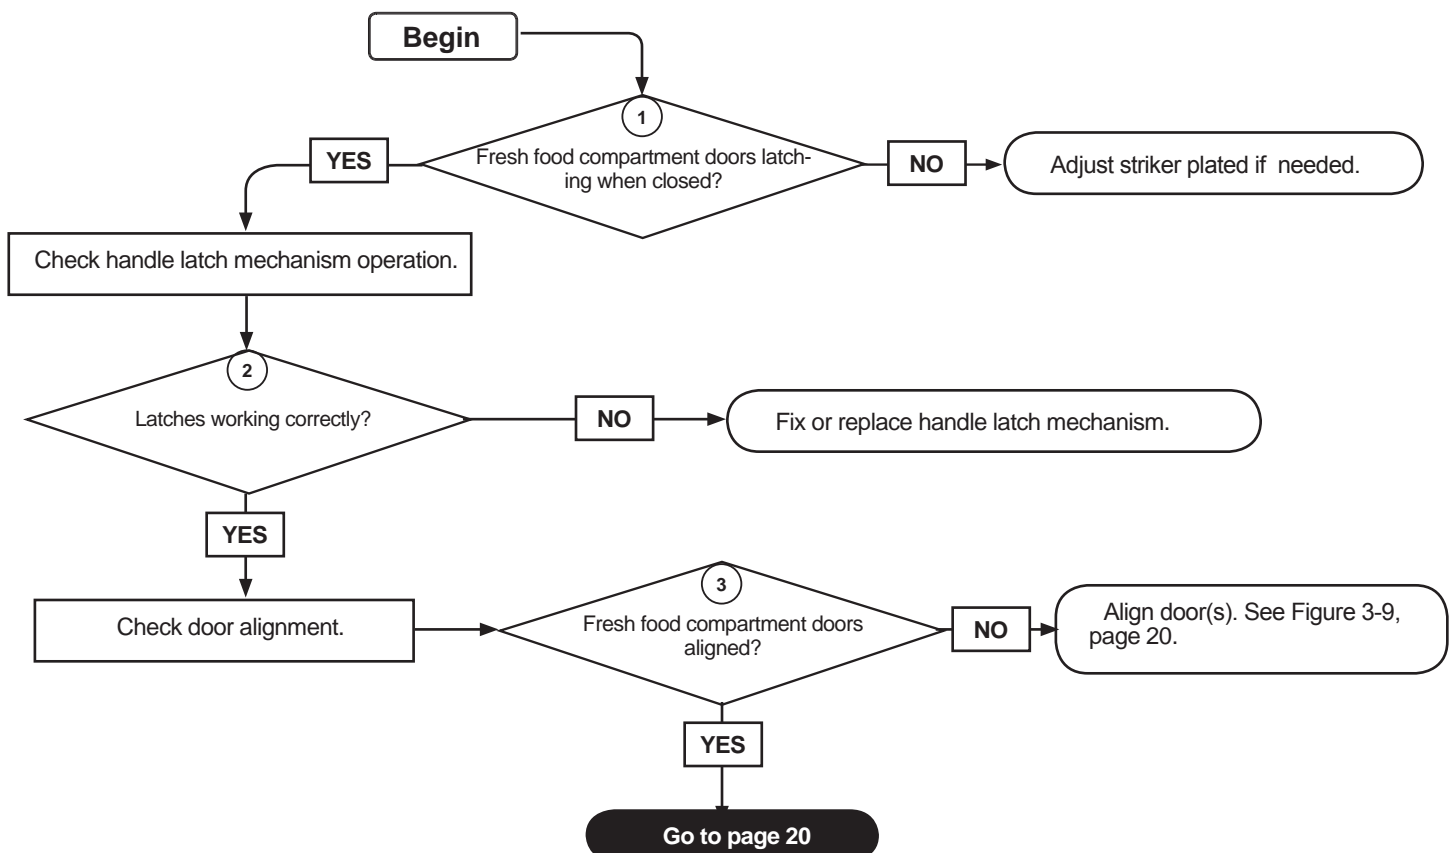 Begin
1
Fresh food compartment doors latch-
ing when closed?
YES
NO
Adjust striker plated if  needed.
Check handle latch mechanism operation.
2
Latches working correctly?
NO
Fix or replace handle latch mechanism.
YES
Check door alignment.
3
Fresh food compartment doors
aligned?
NO
Align door(s). See Figure 3-9,
page 20.
YES
Go to page 20